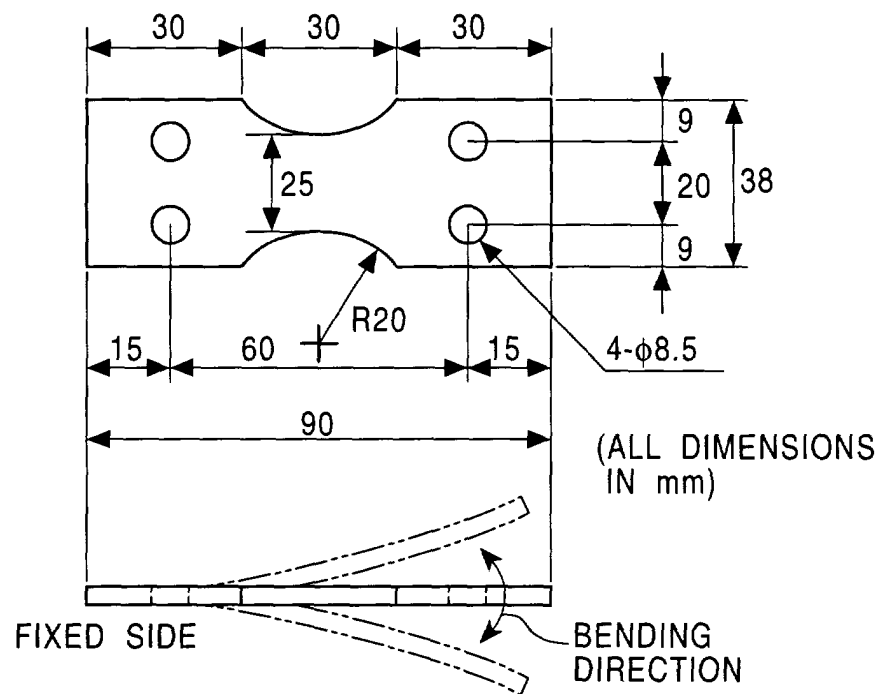 30 30 30
9
25 20 38
9
R20
15 60 15 4-φ8.5
90
(ALL DIMENSIONS
IN mm)
FIXED SIDE
BENDING
DIRECTION